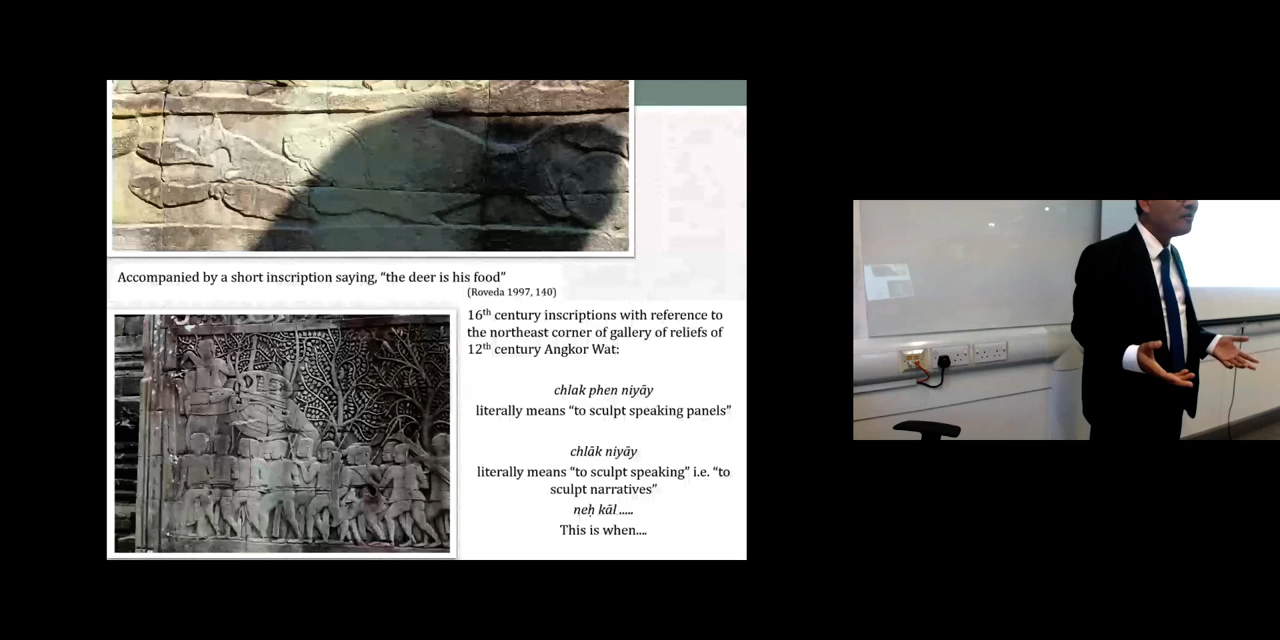 Accompanied by a short inscription saying, “the deer is his food”
(Roveda 1997, 140)
16th century inscriptions with reference to
the northeast corner of gallery of reliefs of
12th century Angkor Wat:
chlak phen niyāy
literally means “to sculpt speaking panels”
chlāk niyāy
literally means “to sculpt speaking” i.e. “to
sculpt narratives”
neḥ kāl .....
This is when....